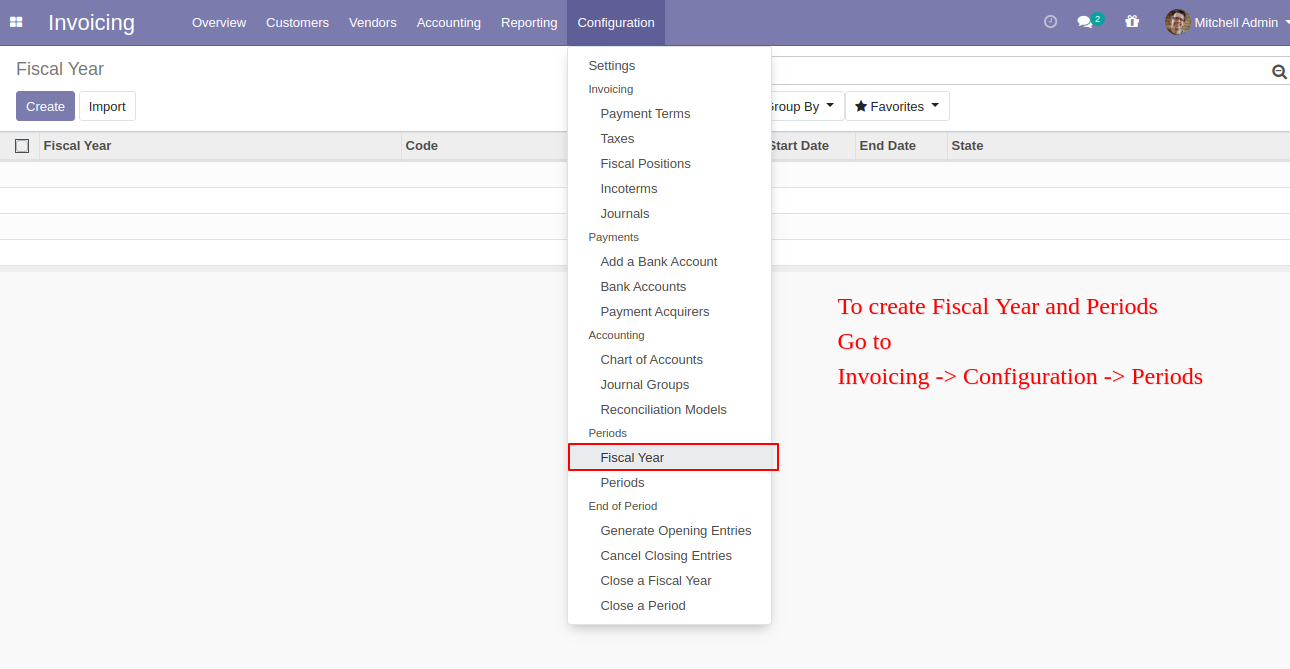 Invoicing Overview Customers Vendors Accounting Reporting Configuration 2 Mitchell Admin
Fiscal Year
Create Import
Group By Favorites
Fiscal Year Code Start Date End Date State
Settings
Invoicing
Payment Terms
Taxes
Fiscal Positions
Incoterms
Journals
Payments
Add a Bank Account
Bank Accounts
Payment Acquirers
Accounting
Chart of Accounts
Journal Groups
Reconciliation Models
Periods
Fiscal Year
Periods
End of Period
Generate Opening Entries
Cancel Closing Entries
Close a Fiscal Year
Close a Period
To create Fiscal Year and Periods
Go to
Invoicing -> Configuration -> Periods